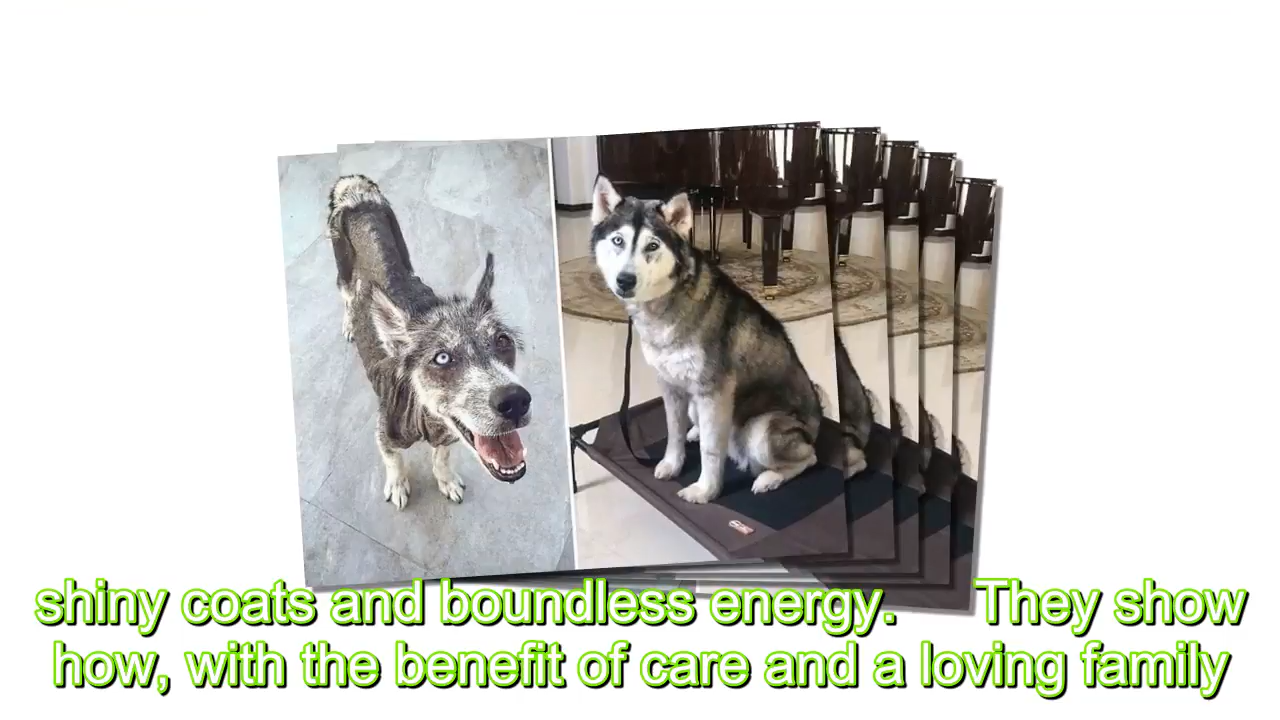 shiny coats and boundless energy. They show
how, with the benefit of care and a loving family